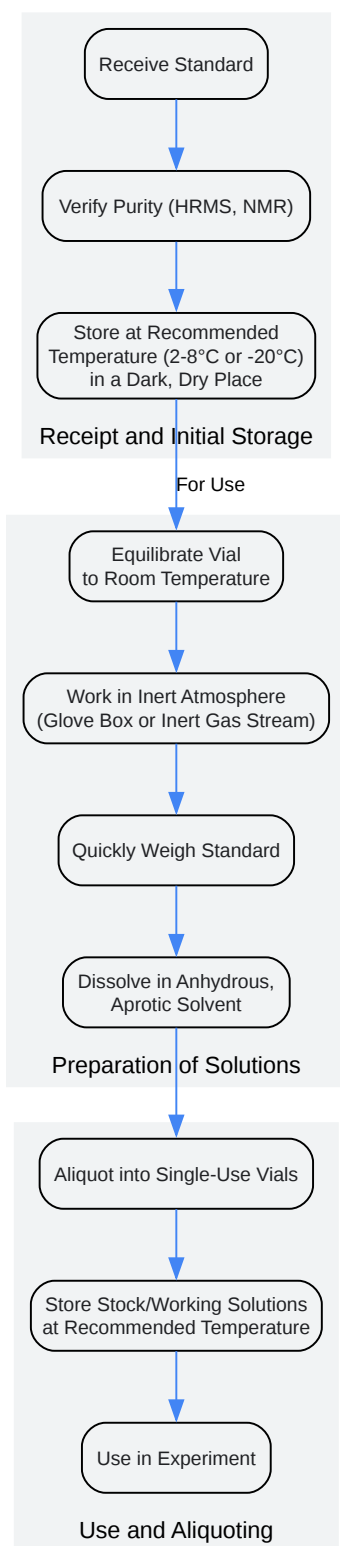 Receive Standard
Verify Purity (HRMS, NMR)
Store at Recommended
Temperature (2-8°C or -20°C)
in a Dark, Dry Place
Receipt and Initial Storage
For Use
Equilibrate Vial
to Room Temperature
Work in Inert Atmosphere
(Glove Box or Inert Gas Stream)
Quickly Weigh Standard
Dissolve in Anhydrous,
Aprotic Solvent
Preparation of Solutions
Aliquot into Single-Use Vials
Store Stock/Working Solutions
at Recommended Temperature
Use in Experiment
Use and Aliquoting